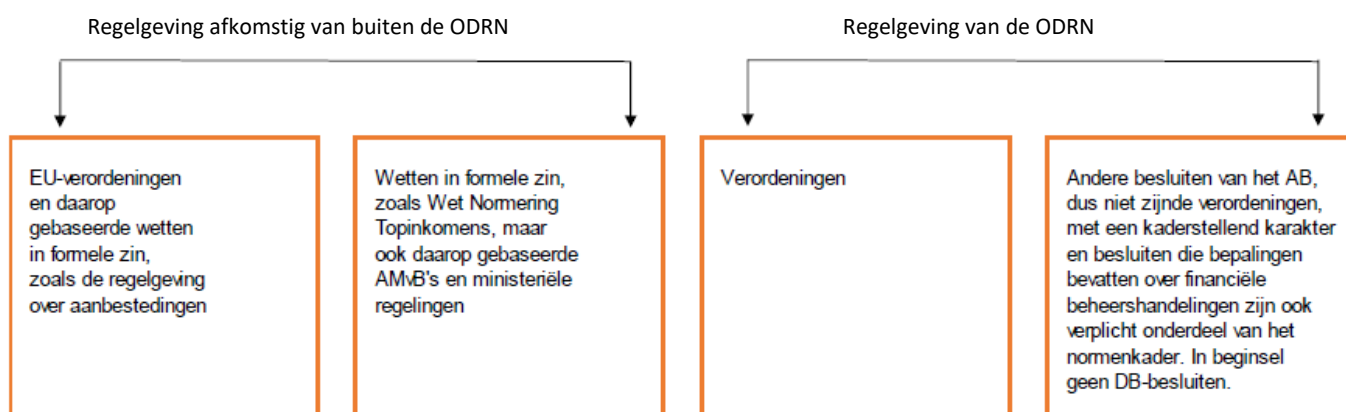 Regelgeving afkomstig van buiten de ODRN
Regelgeving van de ODRN
EU-verordeningen
en daarop
gebaseerde wetten
in formele zin,
zoals de regelgeving
over aanbestedingen
Wetten in formele zin,
zoals Wet Normering
Topinkomens, maar
ook daarop gebaseerde
AMvB's en ministeriële
regelingen
Verordeningen
Andere besluiten van het AB,
dus niet zijnde verordeningen,
met een kaderstellend karakter
en besluiten die bepalingen
bevatten over financiële
beheershandelingen zijn ook
verplicht onderdeel van het
normenkader. In beginsel
geen DB-besluiten.